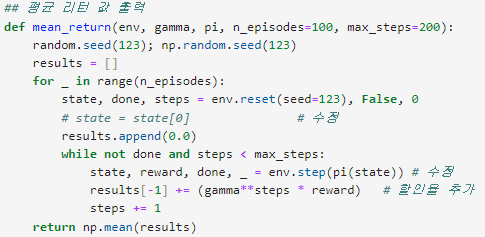 ## 평균 리턴 값 출력
def mean_return(env, gamma, pi, n_episodes=100, max_steps=200):
    random.seed(123); np.random.seed(123)
    results = []
    for _ in range(n_episodes):
        state, done, steps = env.reset(seed=123), False, 0
        # state = state[0]             # 수정
        results.append(0.0)
        while not done and steps < max_steps:
            state, reward, done, _ = env.step(pi(state)) # 수정
            results[-1] += (gamma**steps * reward)   # 할인율 추가
            steps += 1
    return np.mean(results)